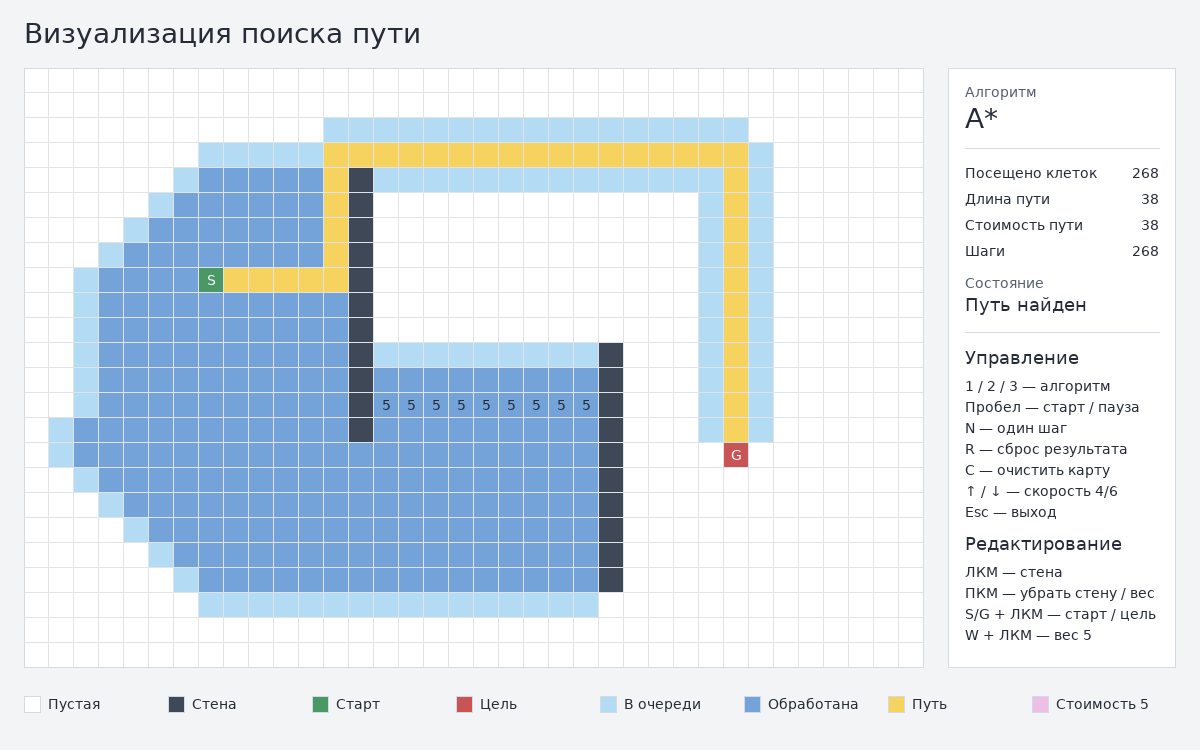 Визуализация поиска пути
Алгоритм
A*
Посещено клеток 268
Длина пути 38
Стоимость пути 38
Шаги 268
Состояние
Путь найден
Управление
1 / 2 / 3 — алгоритм
Пробел — старт / пауза
N — один шаг
R — сброс результата
C — очистить карту
↑ / ↓ — скорость 4/6
Esc — выход
Редактирование
ЛКМ — стена
ПКМ — убрать стену / вес
S/G + ЛКМ — старт / цель
W + ЛКМ — вес 5
S
5 5 5 5 5 5 5 5 5
G
Пустая Стена Старт Цель В очереди Обработана Путь Стоимость 5